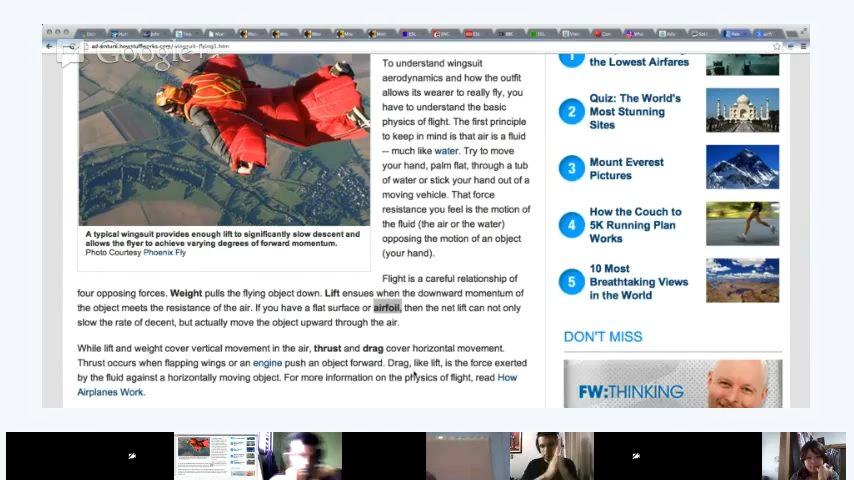 Google+
To understand wingsuit
aerodynamics and how the outfit
allows its wearer to really fly, you
have to understand the basic
physics of flight. The first principle
to keep in mind is that air is a fluid
-- much like water. Try to move
your hand, palm flat, through a tub
of water or stick your hand out of a
moving vehicle. That force
resistance you feel is the motion of
the fluid (the air or the water)
opposing the motion of an object
(your hand).
A typical wingsuit provides enough lift to significantly slow descent and
allows the flyer to achieve varying degrees of forward momentum.
Photo Courtesy Phoenix Fly
Flight is a careful relationship of
four opposing forces. Weight pulls the flying object down. Lift ensues when the downward momentum of
the object meets the resistance of the air. If you have a flat surface or airfoil, then the net lift can not only
slow the rate of decent, but actually move the object upward through the air.
While lift and weight cover vertical movement in the air, thrust and drag cover horizontal movement.
Thrust occurs when flapping wings or an engine push an object forward. Drag, like lift, is the force exerted
by the fluid against a horizontally moving object. For more information on the physics of flight, read How
Airplanes Work.
1
the Lowest Airfares
2
Quiz: The World's
Most Stunning
Sites
3
Mount Everest
Pictures
4
How the Couch to
5K Running Plan
Works
5
10 Most
Breathtaking Views
in the World
DON'T MISS
FW:THINKING